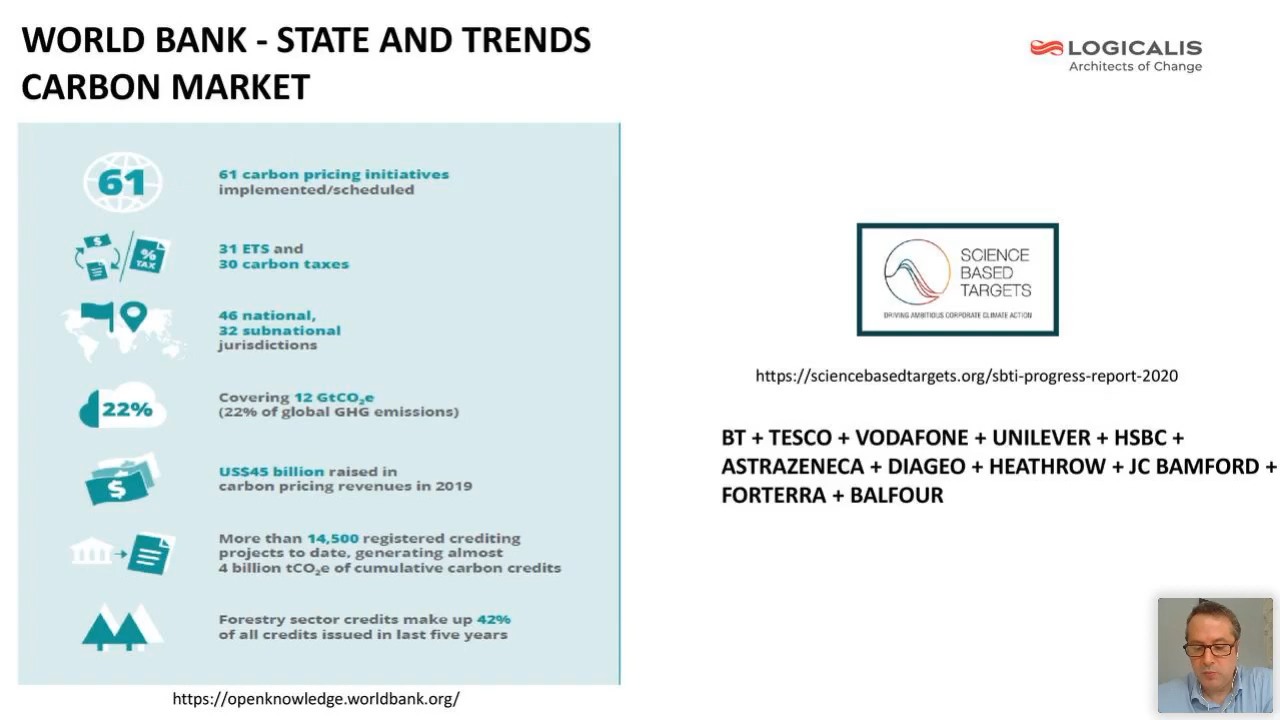 WORLD BANK - STATE AND TRENDS
CARBON MARKET
LOGICALIS
Architects of Change
61
61 carbon pricing initiatives
implemented/scheduled
$
%
TAX
31 ETS and
30 carbon taxes
46 national,
32 subnational
jurisdictions
22%
Covering 12 GtCO₂e
(22% of global GHG emissions)
$
US$45 billion raised in
carbon pricing revenues in 2019
More than 14,500 registered crediting
projects to date, generating almost
4 billion tCO₂e of cumulative carbon credits
Forestry sector credits make up 42%
of all credits issued in last five years
https://openknowledge.worldbank.org/
SCIENCE
BASED
TARGETS
DRIVING AMBITIOUS CORPORATE CLIMATE ACTION
https://sciencebasedtargets.org/sbti-progress-report-2020
BT + TESCO + VODAFONE + UNILEVER + HSBC +
ASTRAZENECA + DIAGEO + HEATHROW + JC BAMFORD +
FORTERRA + BALFOUR